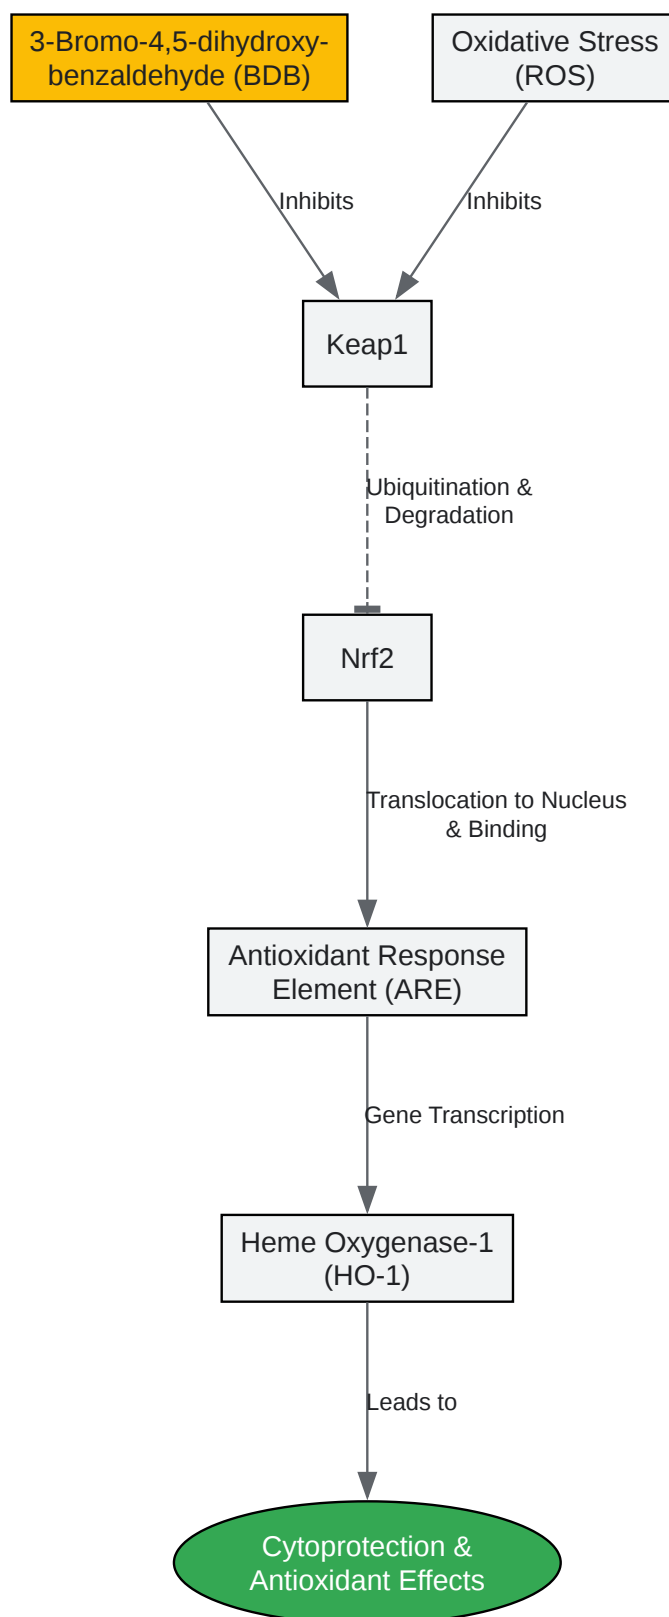 3-Bromo-4,5-dihydroxy-
benzaldehyde (BDB)
Oxidative Stress
(ROS)
Inhibits
Inhibits
Keap1
Ubiquitination &
Degradation
Nrf2
Translocation to Nucleus
& Binding
Antioxidant Response
Element (ARE)
Gene Transcription
Heme Oxygenase-1
(HO-1)
Leads to
Cytoprotection &
Antioxidant Effects